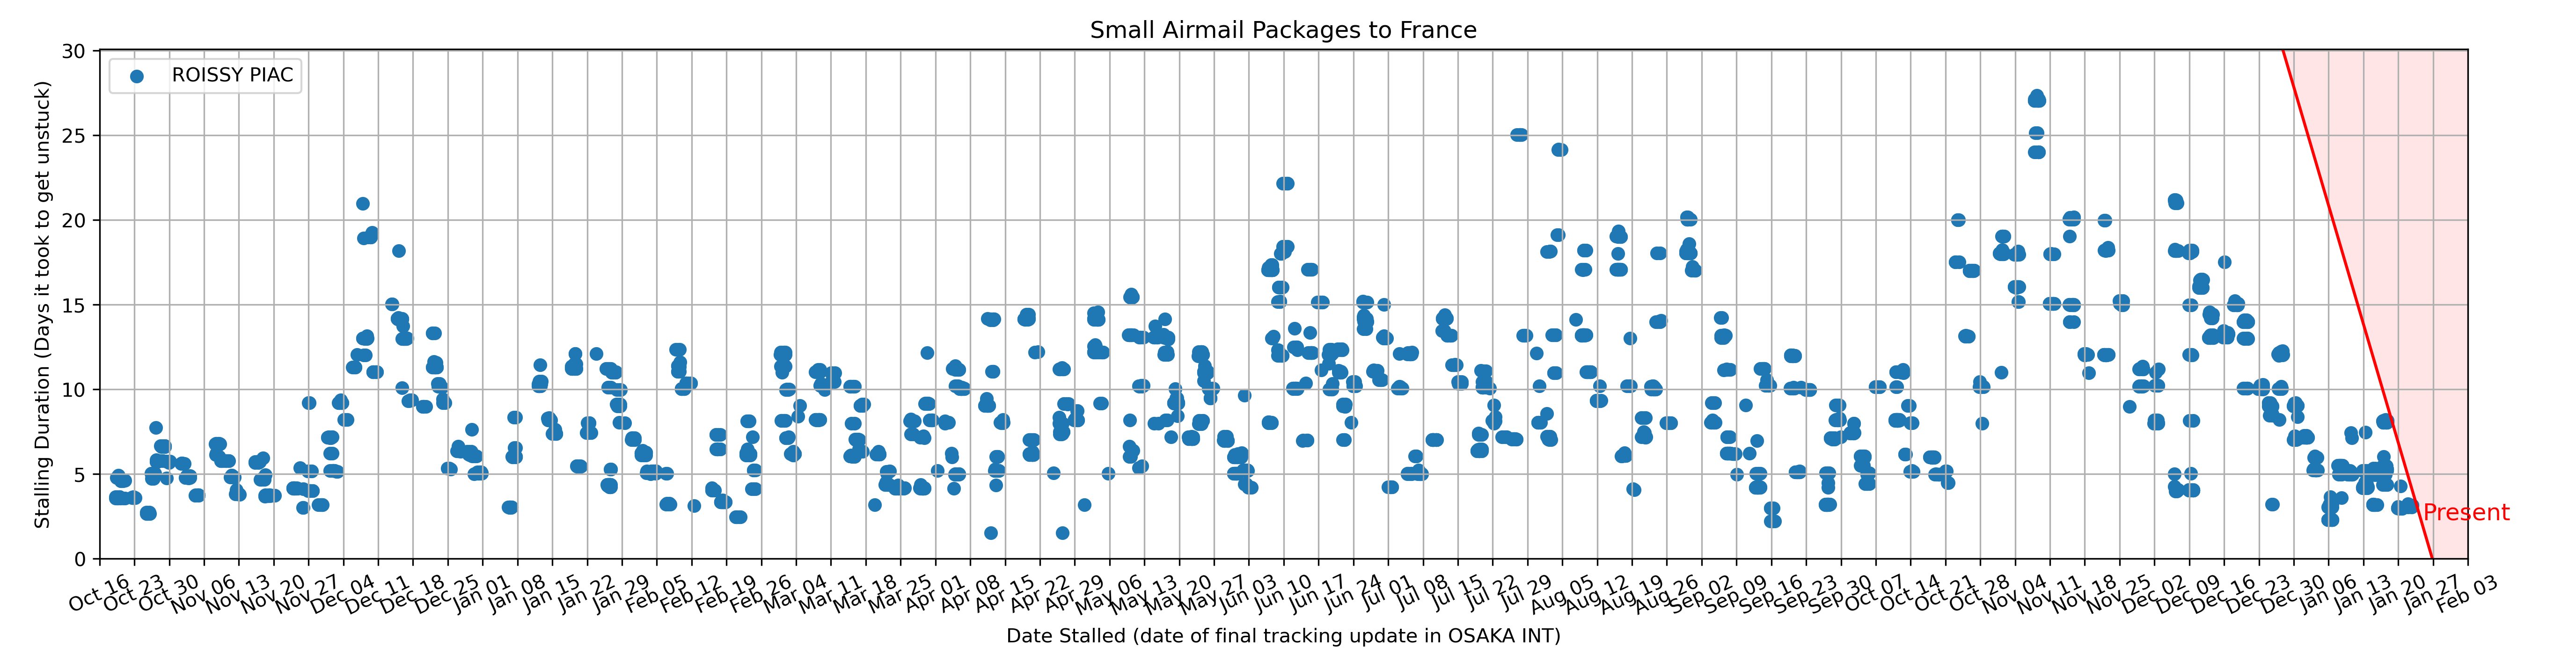 Small Airmail Packages to France
ROISSY PIAC
Stalling Duration (Days it took to get unstuck)
30
25
20
15
10
5
0
Present
Oct 16 Oct 23 Oct 30 Nov 06 Nov 13 Nov 20 Nov 27 Dec 04 Dec 11 Dec 18 Dec 25 Jan 01 Jan 08 Jan 15 Jan 22 Jan 29 Feb 05 Feb 12 Feb 19 Feb 26 Mar 04 Mar 11 Mar 18 Mar 25 Apr 01 Apr 08 Apr 15 Apr 22 Apr 29 May 06 May 13 May 20 May 27 Jun 03 Jun 10 Jun 17 Jun 24 Jul 01 Jul 08 Jul 15 Jul 22 Jul 29 Aug 05 Aug 12 Aug 19 Aug 26 Sep 02 Sep 09 Sep 16 Sep 23 Sep 30 Oct 07 Oct 14 Oct 21 Oct 28 Nov 04 Nov 11 Nov 18 Nov 25 Dec 02 Dec 09 Dec 16 Dec 23 Dec 30 Jan 06 Jan 13 Jan 20 Jan 27 Feb 03
Date Stalled (date of final tracking update in OSAKA INT)